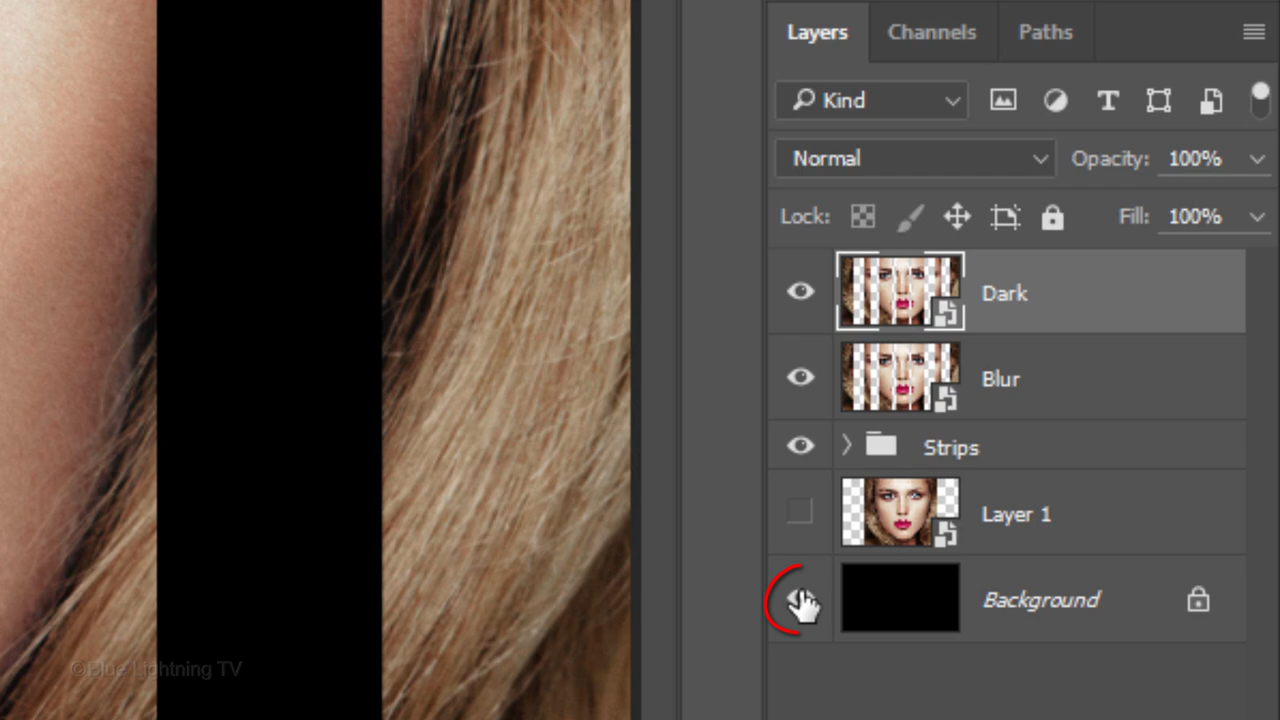 Layers Channels Paths
Kind T
Normal Opacity: 100%
Lock: Fill: 100%
Dark
Blur
Strips
Layer 1
Background
©Blue Lightning TV